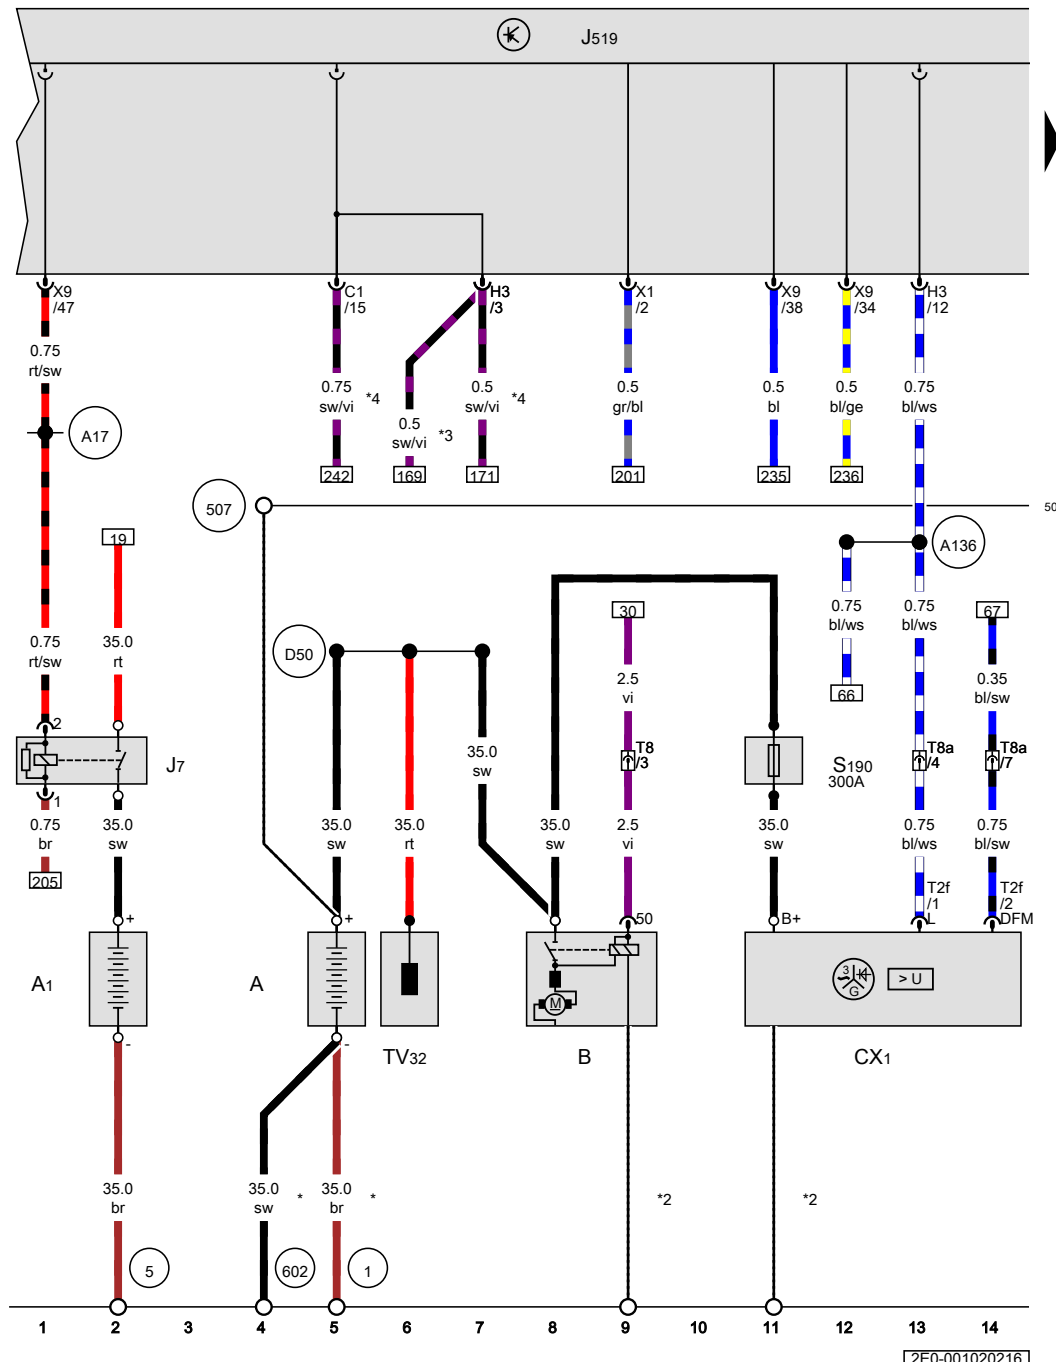 J519
X9
/47
C1
/15
H3
/3
X1
/2
X9
/38
X9
/34
H3
/12
0.75
rt/sw
0.75
sw/vi
*4
0.5
sw/vi
*3
0.5
sw/vi
*4
0.5
gr/bl
0.5
bl
0.5
bl/ge
0.75
bl/ws
A17
242
169
171
201
235
236
507
50
19
A136
0.75
rt/sw
35.0
rt
D50
30
2.5
vi
0.75
bl/ws
66
0.75
bl/ws
67
0.35
bl/sw
2
J7
1
35.0
sw
T8
/3
S190
300A
T8a
/4
T8a
/7
0.75
br
205
35.0
sw
35.0
sw
35.0
rt
35.0
sw
2.5
vi
35.0
sw
0.75
bl/ws
0.75
bl/sw
T2f
/1
L
T2f
/2
DFM
+
+
50
B+
A1
A
TV32
M
B
3
G
> U
CX1
-
-
35.0
br
35.0
sw
*
35.0
br
*
*2
*2
5
602
1
1 2 3 4 5 6 7 8 9 10 11 12 13 14
2E0-001020216